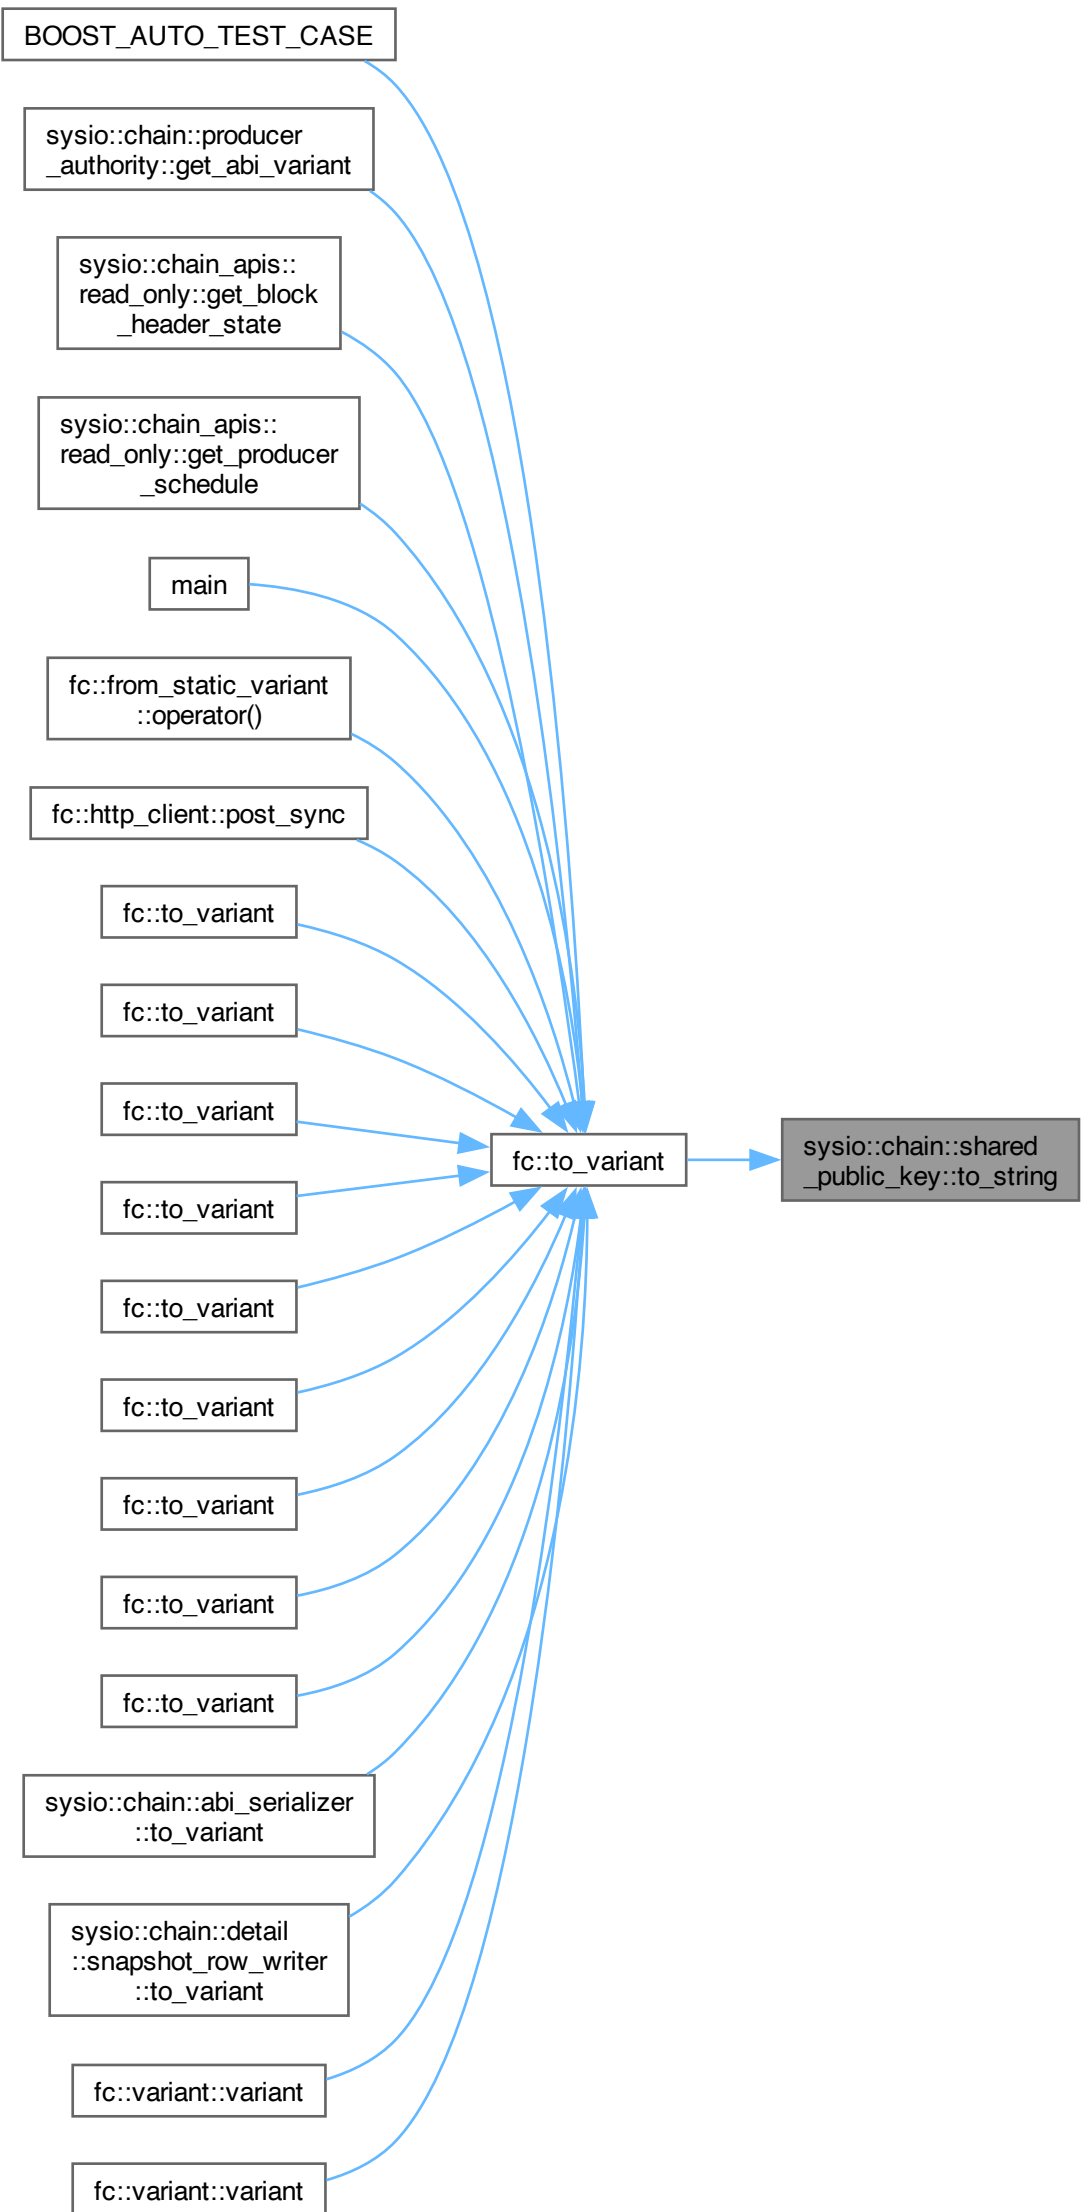 BOOST_AUTO_TEST_CASE
sysio::chain::producer
_authority::get_abi_variant
sysio::chain_apis::
read_only::get_block
_header_state
sysio::chain_apis::
read_only::get_producer
_schedule
main
fc::from_static_variant
::operator()
fc::http_client::post_sync
fc::to_variant
fc::to_variant
fc::to_variant
fc::to_variant
fc::to_variant
fc::to_variant
fc::to_variant
fc::to_variant
fc::to_variant
sysio::chain::abi_serializer
::to_variant
sysio::chain::detail
::snapshot_row_writer
::to_variant
fc::variant::variant
fc::variant::variant
fc::to_variant
sysio::chain::shared
_public_key::to_string